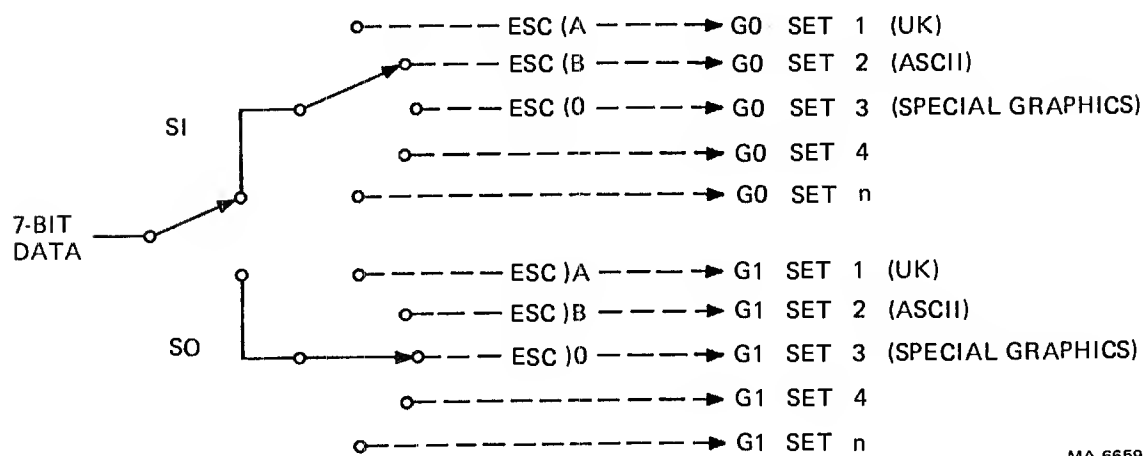 ESC (A G0 SET 1 (UK)
ESC (B G0 SET 2 (ASCII)
ESC (0 G0 SET 3 (SPECIAL GRAPHICS)
SI
G0 SET 4
G0 SET n
7-BIT
DATA
ESC )A G1 SET 1 (UK)
ESC )B G1 SET 2 (ASCII)
SO
ESC )0 G1 SET 3 (SPECIAL GRAPHICS)
G1 SET 4
G1 SET n
MA-6659